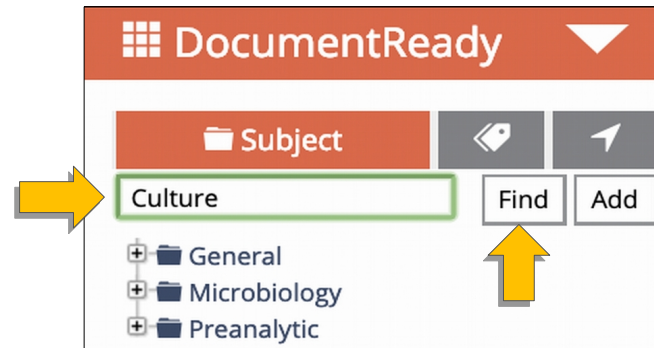 DocumentReady
Subject
Culture Find Add
General
Microbiology
Preanalytic